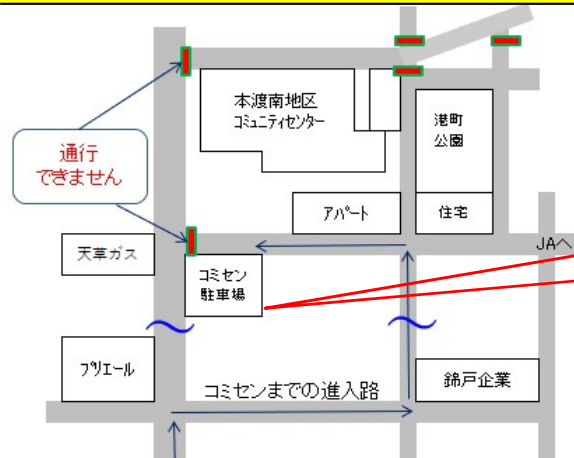 本渡南地区
コミュニティセンター
港町
公園
通行
できません
アパート
住宅
天草ガス
JAへ
コミセン
駐車場
プリエール
コミセンまでの進入路
錦戸企業